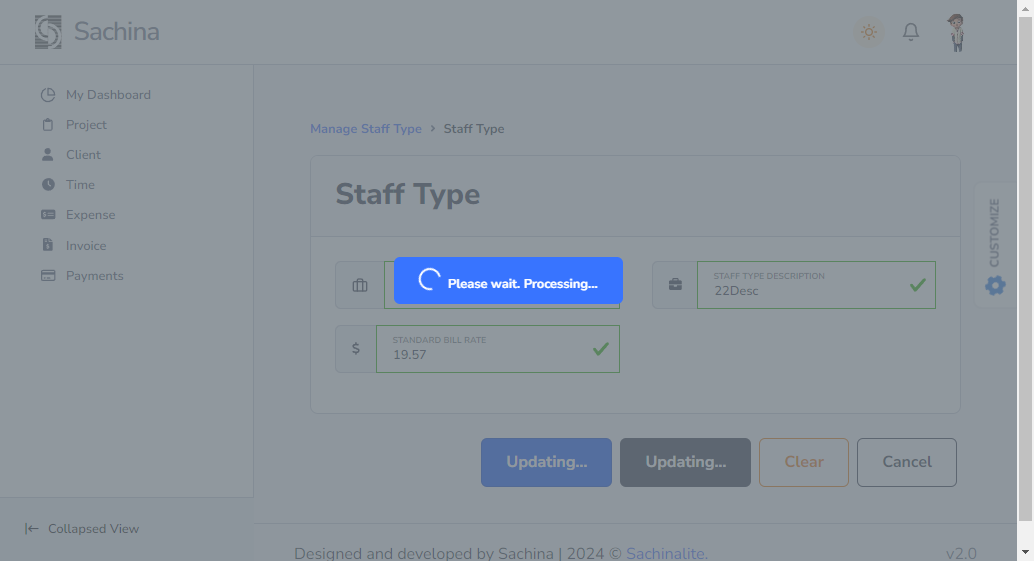 Sachina
My Dashboard
Project
Client
Time
Expense
Invoice
Payments
Collapsed View
Manage Staff Type > Staff Type
Staff Type
Please wait. Processing...
STAFF TYPE DESCRIPTION
22Desc
$
STANDARD BILL RATE
19.57
Updating...
Updating...
Clear
Cancel
CUSTOMIZE
Designed and developed by Sachina | 2024 © Sachinalite.
v2.0